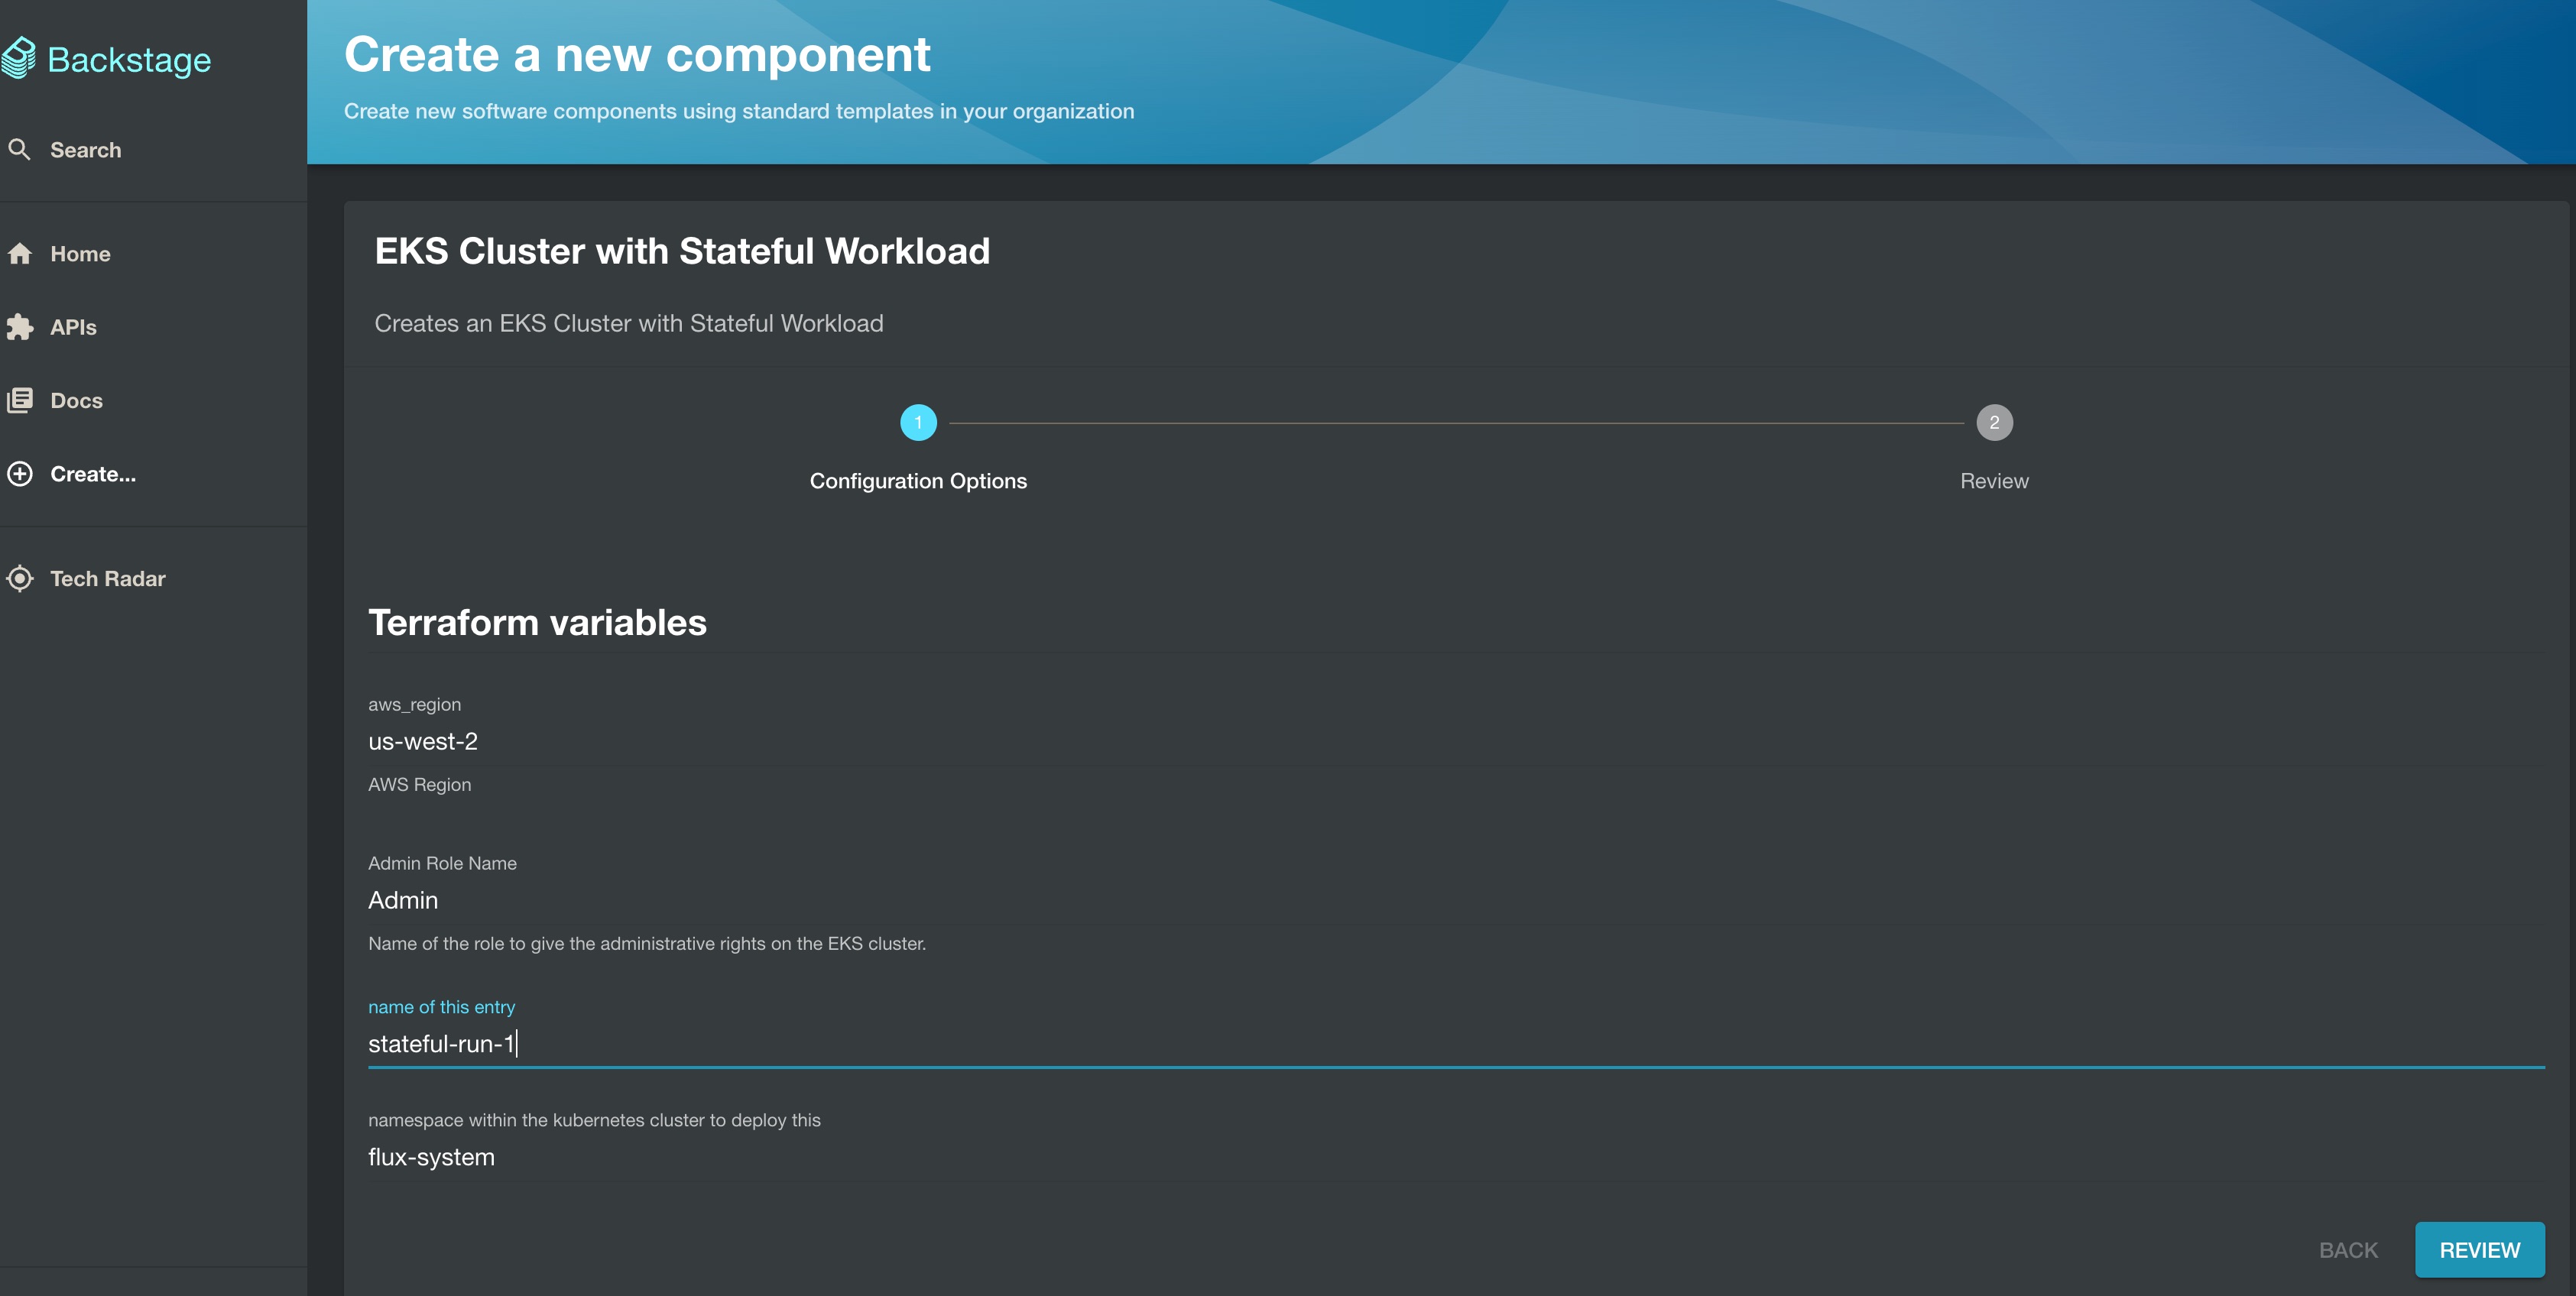 Backstage
Search
Home
APIs
Docs
Create...
Tech Radar
Create a new component
Create new software components using standard templates in your organization
EKS Cluster with Stateful Workload
Creates an EKS Cluster with Stateful Workload
1
2
Configuration Options
Review
Terraform variables
aws_region
us-west-2
AWS Region
Admin Role Name
Admin
Name of the role to give the administrative rights on the EKS cluster.
name of this entry
stateful-run-1
namespace within the kubernetes cluster to deploy this
flux-system
BACK
REVIEW